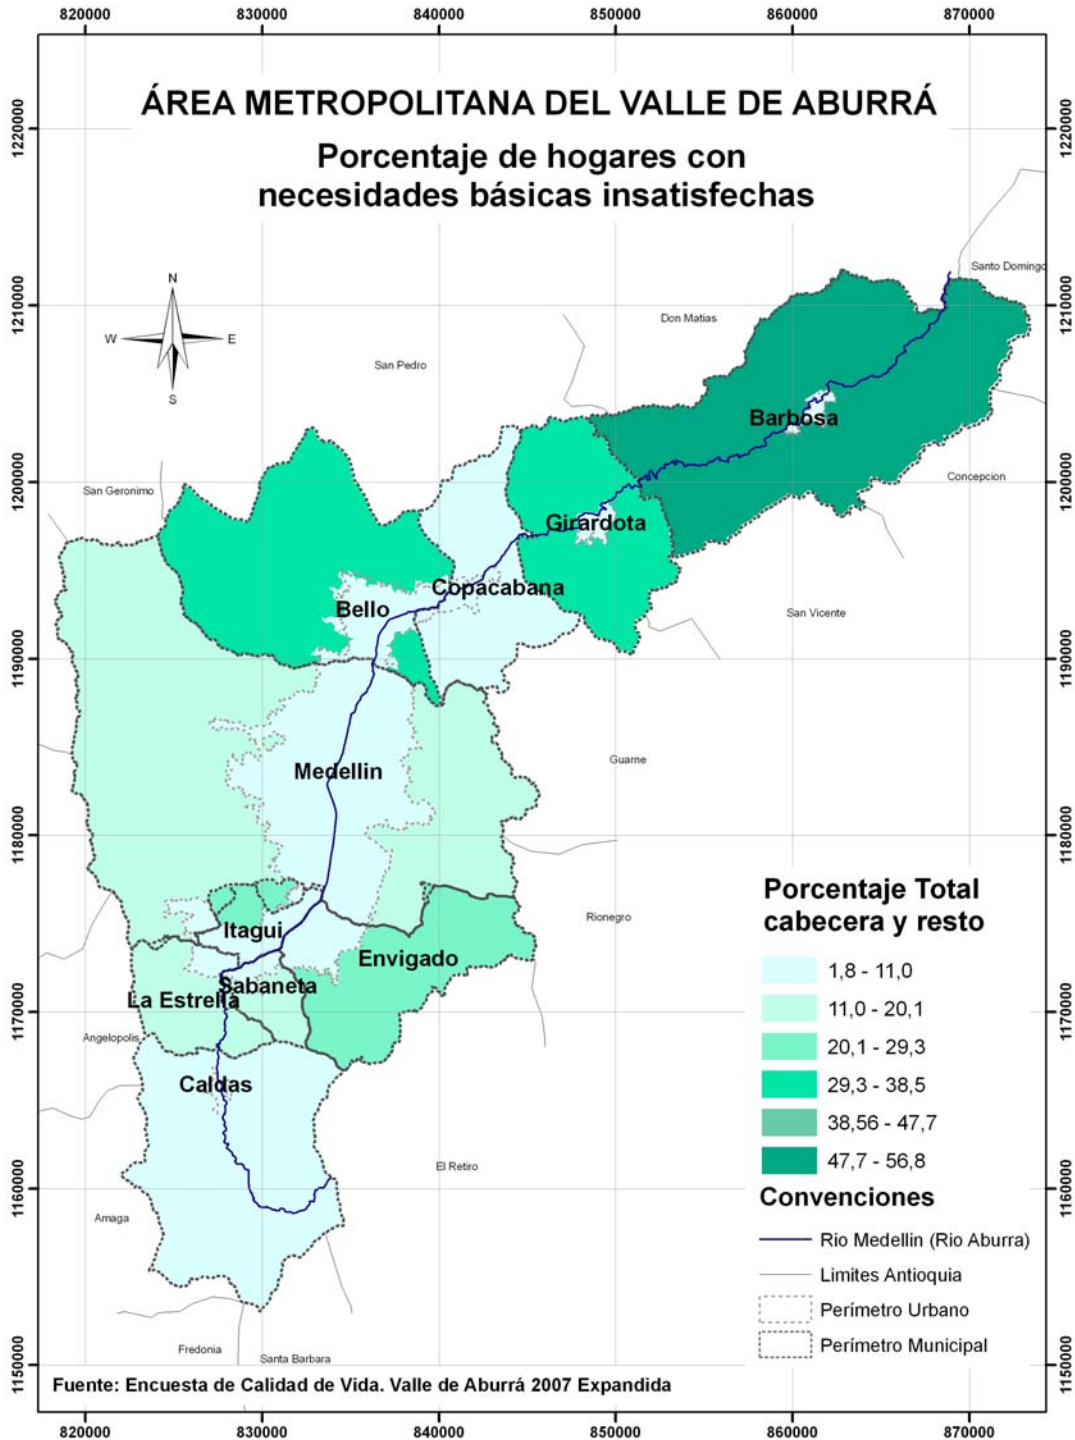 820000 830000 840000 850000 860000 870000
ÁREA METROPOLITANA DEL VALLE DE ABURRÁ
Porcentaje de hogares con
necesidades básicas insatisfechas
1220000 1220000
N
W E
S
Santo Domingo
1210000 1210000
Don Matias
San Pedro
Barbosa
Concepcion
San Geronimo
1200000 1200000
Girardota
Copacabana
Bello
San Vicente
1190000 1190000
Guarne
Medellin
1180000 1180000
Rionegro
Itagui
Envigado
Sabaneta
La Estrella
1170000 1170000
Angelopolis
Caldas
El Retiro
1160000 1160000
Amaga
Fredonia
Santa Barbara
1150000 1150000
Porcentaje Total
cabecera y resto
1,8 - 11,0
11,0 - 20,1
20,1 - 29,3
29,3 - 38,5
38,56 - 47,7
47,7 - 56,8
Convenciones
Rio Medellin (Rio Aburra)
Limites Antioquia
Perímetro Urbano
Perímetro Municipal
Fuente: Encuesta de Calidad de Vida. Valle de Aburrá 2007 Expandida
820000 830000 840000 850000 860000 870000